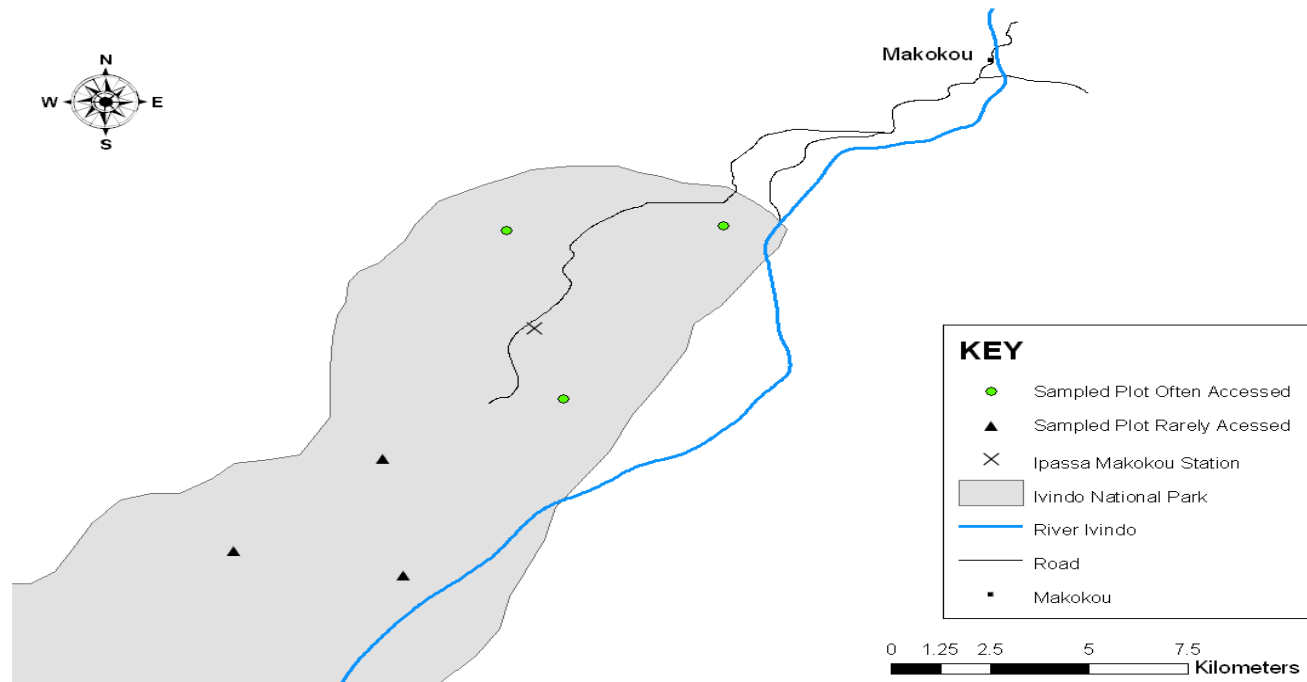 Makokou
N
W E
S
KEY
Sampled Plot Often Accessed
Sampled Plot Rarely Acessed
Ipassa Makokou Station
Ivindo National Park
River Ivindo
Road
Makokou
0 1.25 2.5 5 7.5
Kilometers